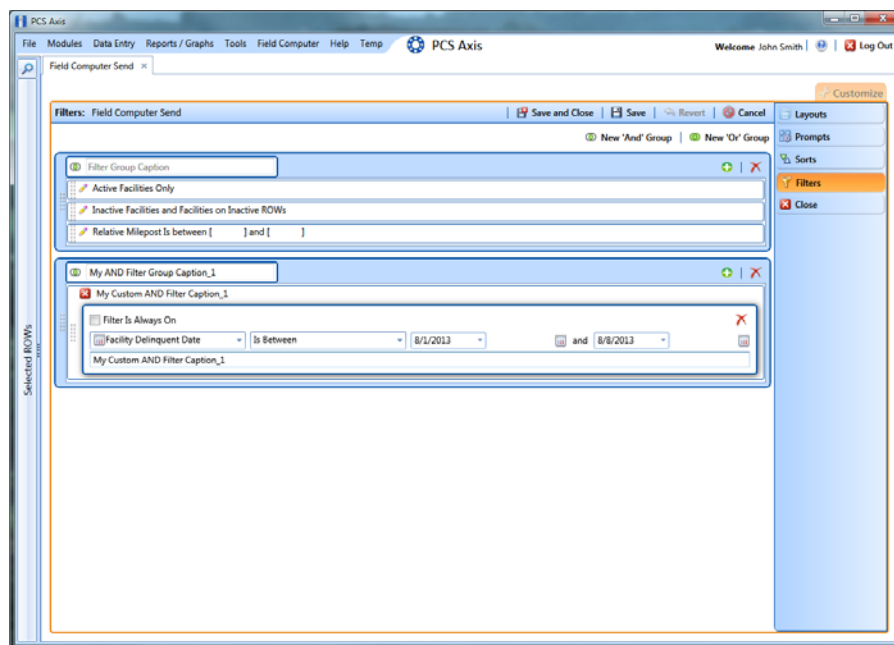 PCS Axis
File Modules Data Entry Reports / Graphs Tools Field Computer Help Temp PCS Axis Welcome John Smith | | Log Out
Field Computer Send ×
Customize
Filters: Field Computer Send | Save and Close | Save | Revert | Cancel
Layouts
New 'And' Group | New 'Or' Group
Prompts
Sorts
Filters
Close
Filter Group Caption
Active Facilities Only
Inactive Facilities and Facilities on Inactive ROWs
Relative Milepost Is between [ ] and [ ]
My AND Filter Group Caption_1
My Custom AND Filter Caption_1
Filter Is Always On
Facility Delinquent Date Is Between 8/1/2013 and 8/8/2013
My Custom AND Filter Caption_1
Selected ROWs